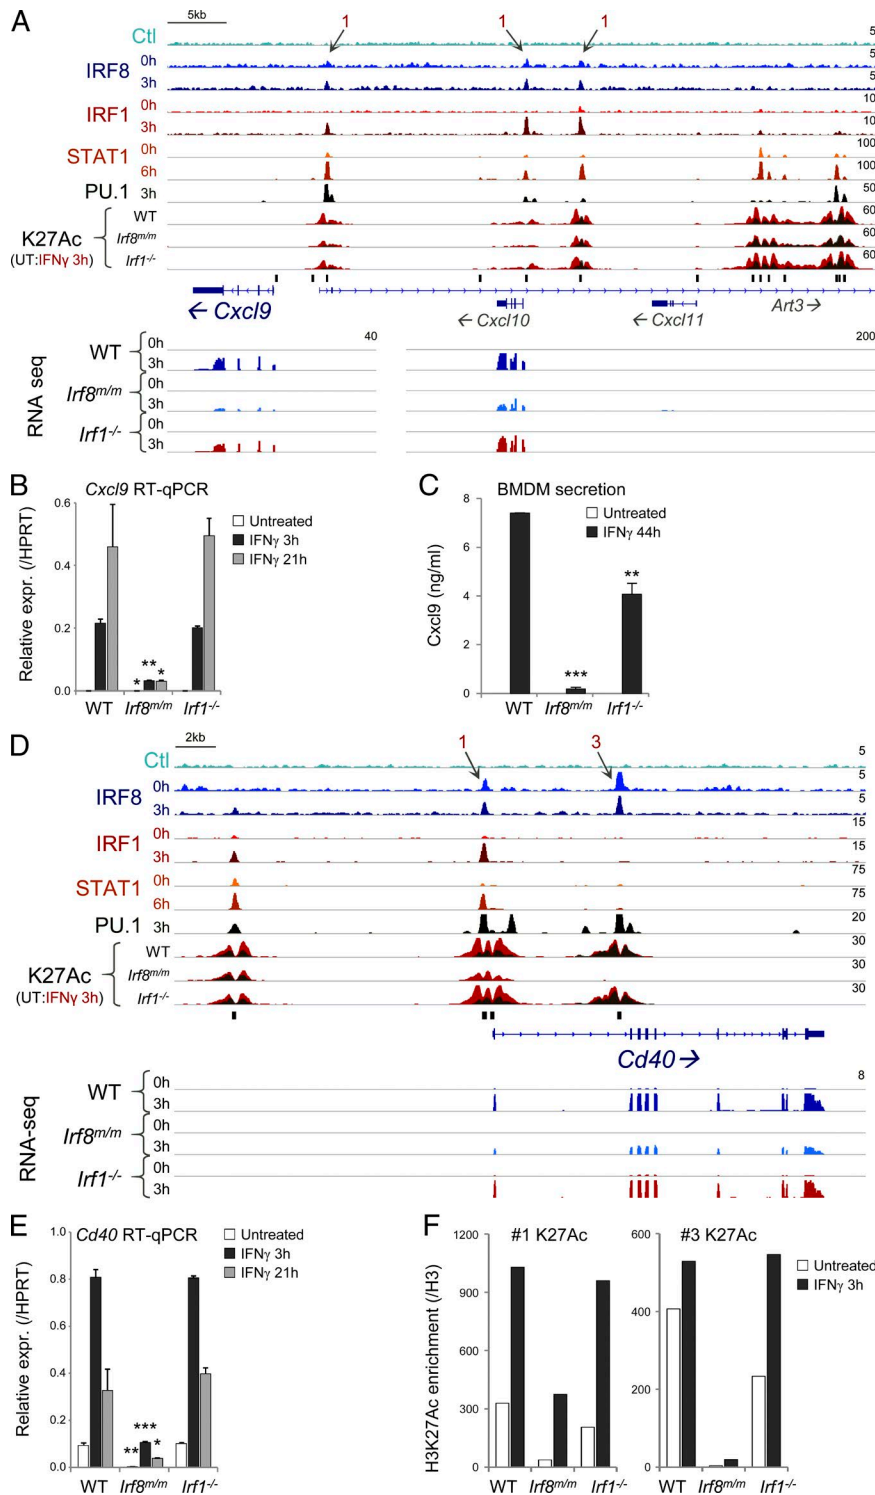 A
5kb
1 1 1
Ctl 5
IRF8 0h 5
3h 5
IRF1 0h 10
3h 10
STAT1 0h 100
6h 100
PU.1 3h 50
K27Ac WT 60
(UT:IFNγ 3h) Irf8m/m 60
Irf1-/- 60
← Cxcl9
← Cxcl10
← Cxcl11
Art3 →
RNA seq
40 200
WT 0h
3h
Irf8m/m 0h
3h
Irf1-/- 0h
3h
B
Cxcl9 RT-qPCR
Untreated
IFNγ 3h
IFNγ 21h
Relative expr. (/HPRT)
0.6
0.4
0.2
0.0
* ** *
WT Irf8m/m Irf1-/-
C
BMDM secretion
Untreated
IFNγ 44h
Cxcl9 (ng/ml)
8
6
4
2
0
*** **
WT Irf8m/m Irf1-/-
D
2kb
1 3
Ctl 5
IRF8 0h 5
3h 5
IRF1 0h 15
3h 15
STAT1 0h 75
6h 75
PU.1 3h 20
K27Ac WT 30
(UT:IFNγ 3h) Irf8m/m 30
Irf1-/- 30
Cd40→
RNA-seq
8
WT 0h
3h
Irf8m/m 0h
3h
Irf1-/- 0h
3h
E
Cd40 RT-qPCR
Untreated
IFNγ 3h
IFNγ 21h
Relative expr. (/HPRT)
1.0
0.8
0.6
0.4
0.2
0.0
** *** *
WT Irf8m/m Irf1-/-
F
#1 K27Ac
H3K27Ac enrichment (/H3)
1200
900
600
300
0
WT Irf8m/m Irf1-/-
#3 K27Ac
600
400
200
0
WT Irf8m/m Irf1-/-
Untreated
IFNγ 3h